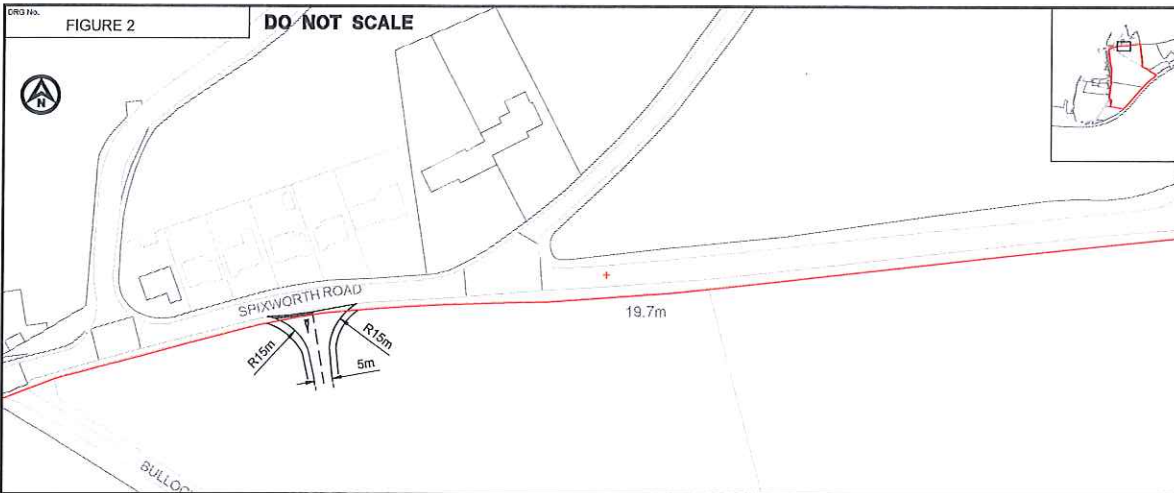 DRG No.
FIGURE 2
DO NOT SCALE
N
SPIXWORTH ROAD
19.7m
R15m
R15m
5m